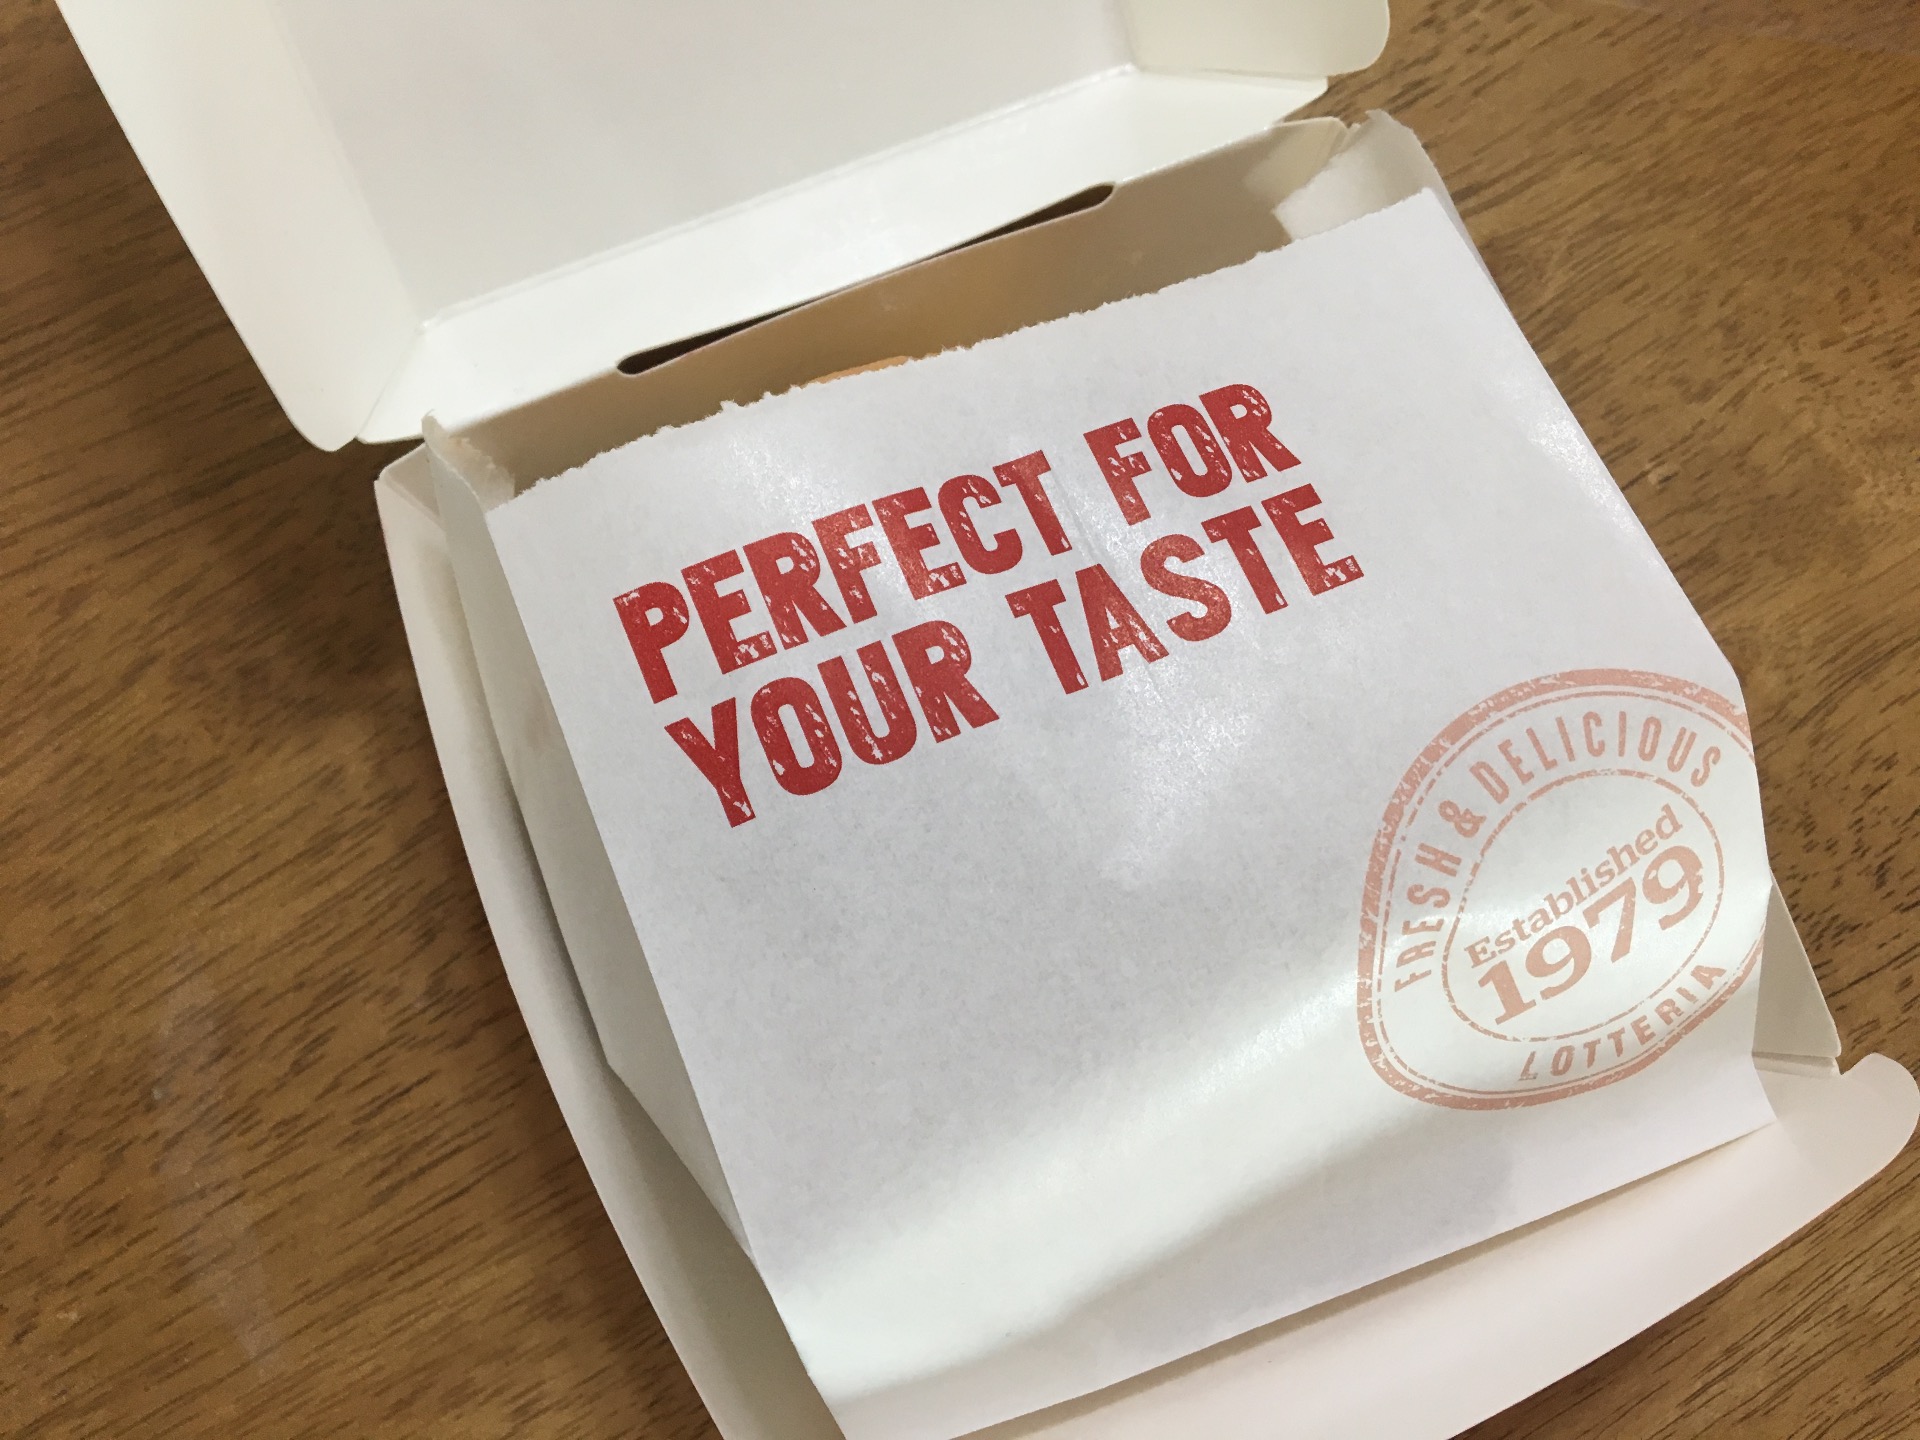 PERFECT FOR
YOUR TASTE
FRESH & DELICIOUS
Established
1979
LOTTERIA